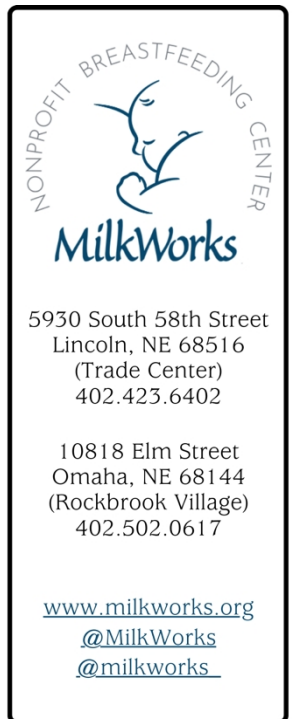 NONPROFIT BREASTFEEDING CENTER
MilkWorks
5930 South 58th Street
Lincoln, NE 68516
(Trade Center)
402.423.6402
10818 Elm Street
Omaha, NE 68144
(Rockbrook Village)
402.502.0617
www.milkworks.org
@MilkWorks
@milkworks_